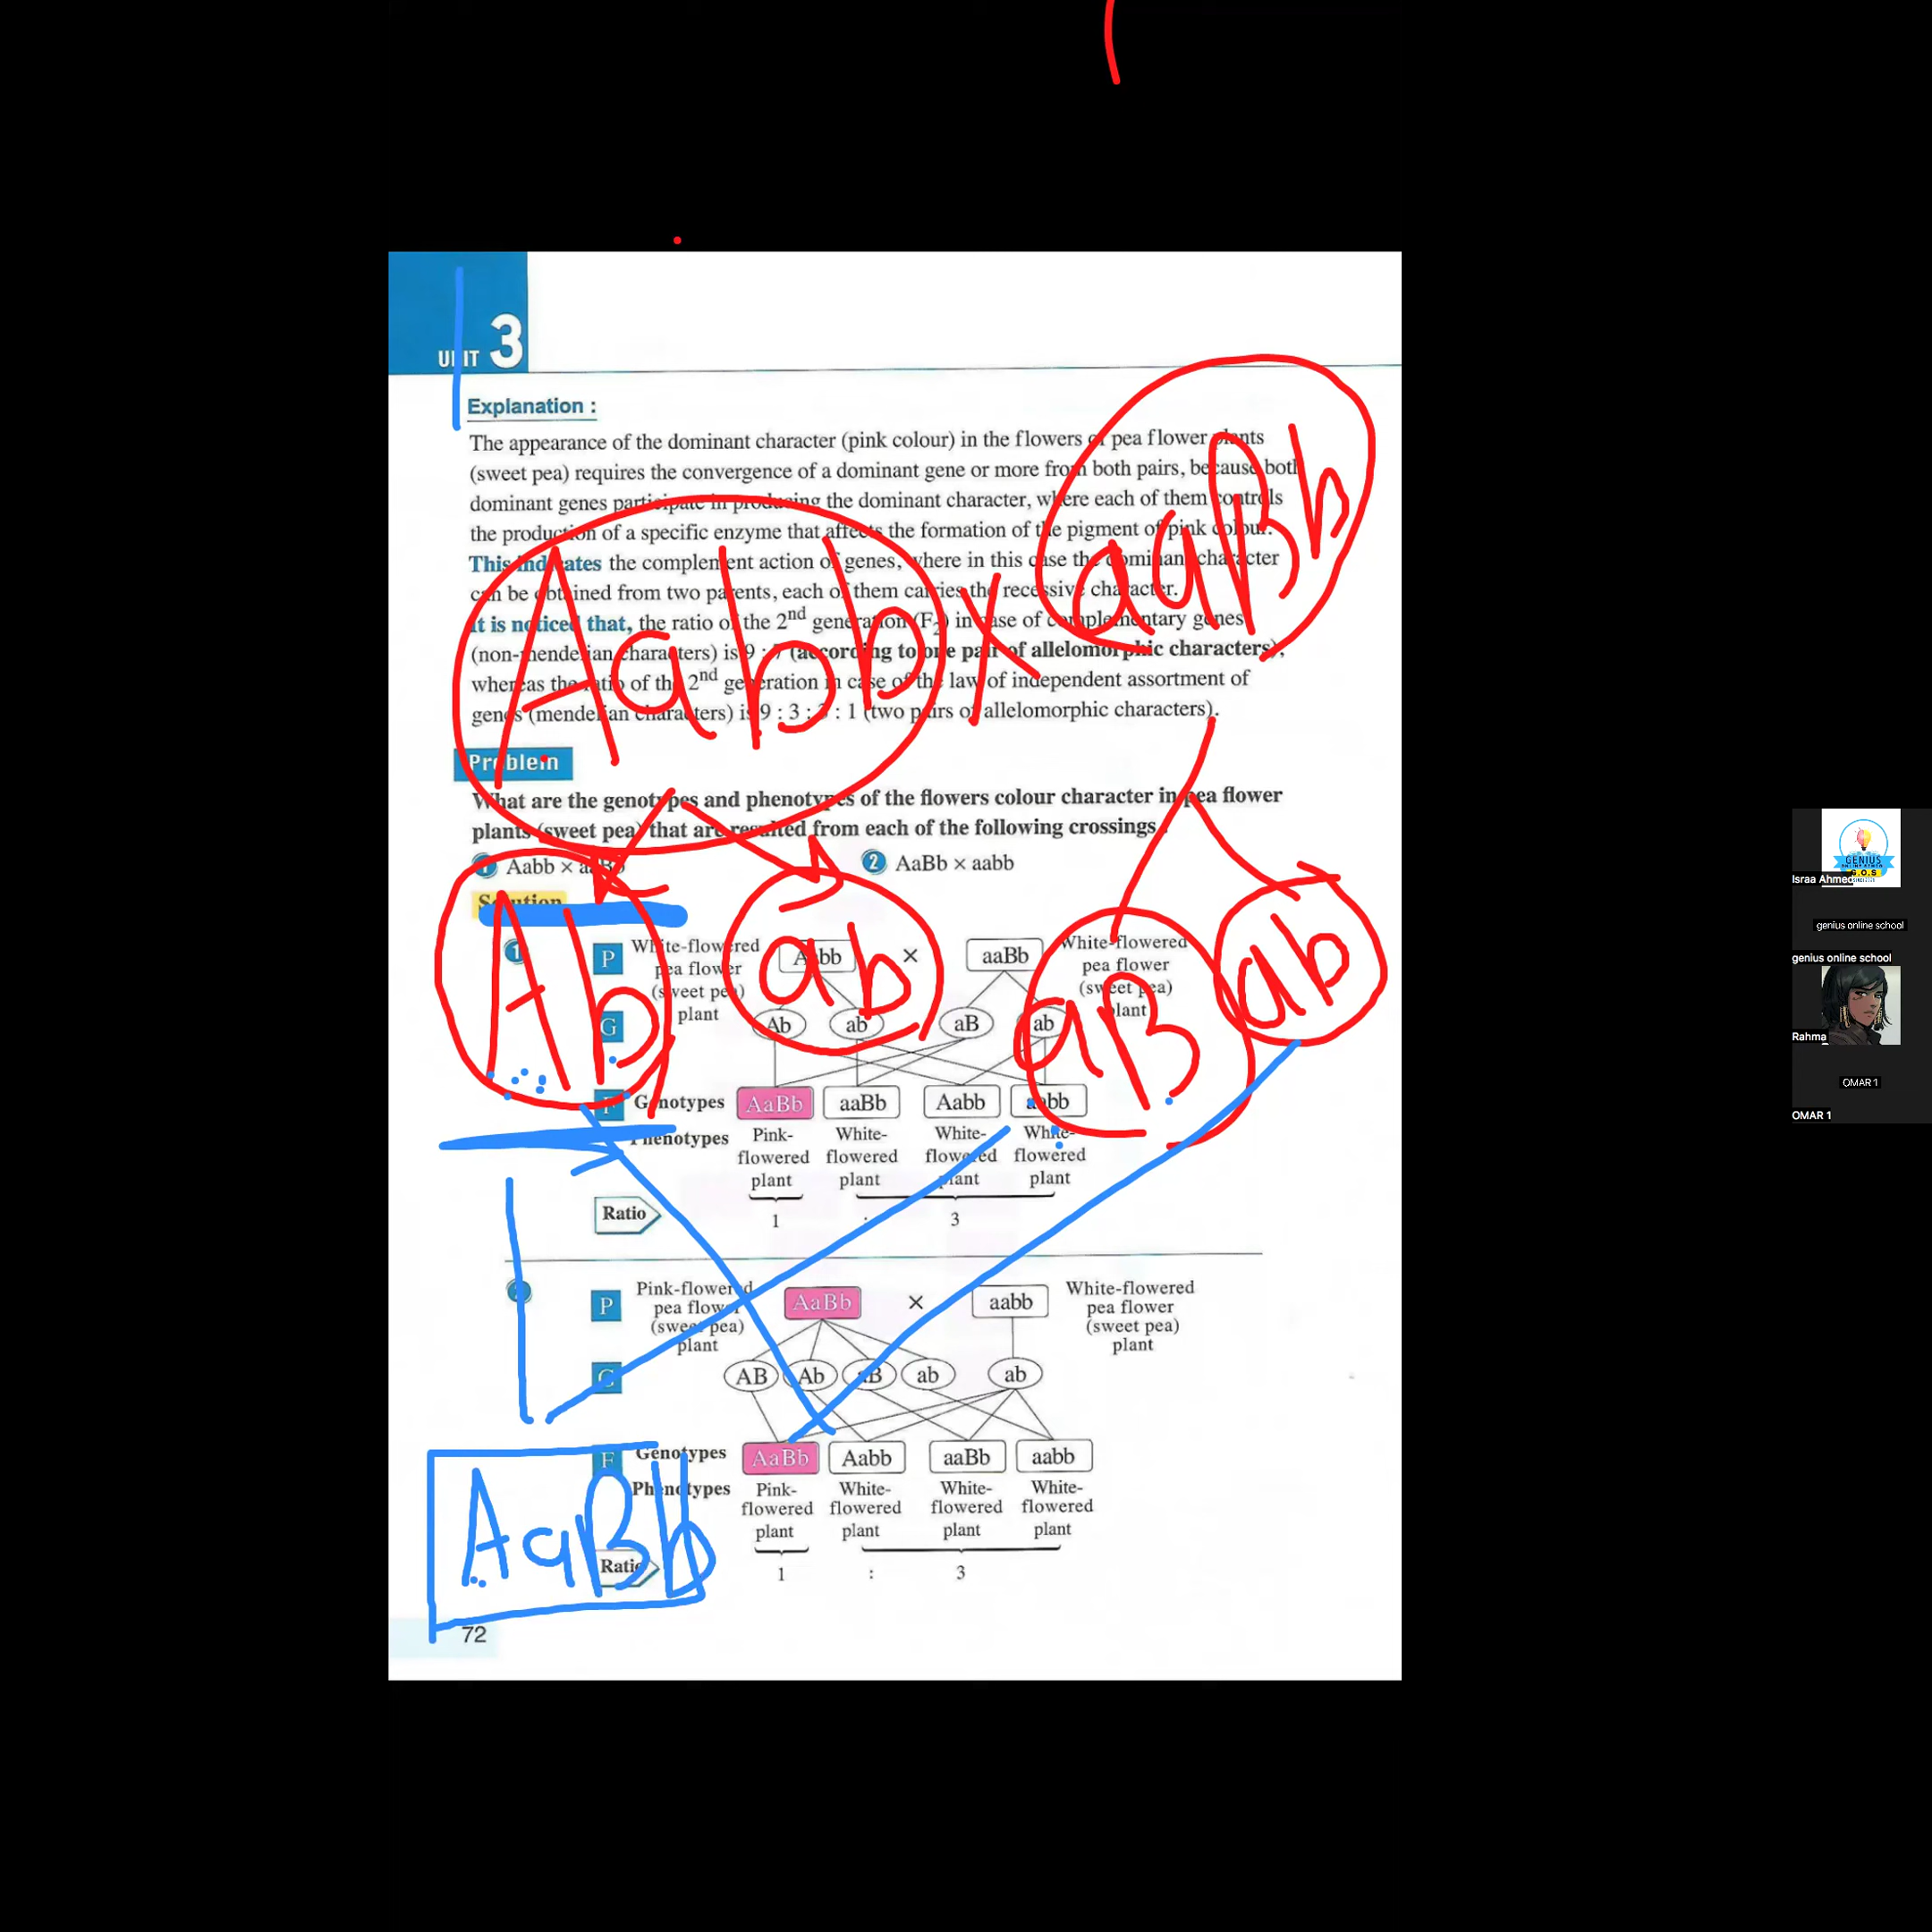 UNIT 3
Explanation :
The appearance of the dominant character (pink colour) in the flowers of pea flower plants
(sweet pea) requires the convergence of a dominant gene or more from both pairs, because both
dominant genes participate in producing the dominant character, where each of them controls
the production of a specific enzyme that affects the formation of the pigment of pink colour.
This indicates the complement action of genes, where in this case the dominant character
can be obtained from two parents, each of them carries the recessive character.
It is noticed that, the ratio of the 2nd generation (F2) in case of complementary genes
(non-mendelian characters) is 9 : 7 (according to one pair of allelomorphic characters),
whereas the ratio of the 2nd generation in case of the law of independent assortment of
genes (mendelian characters) is 9 : 3 : 3 : 1 (two pairs of allelomorphic characters).
Aabb x aaBb
Problem
What are the genotypes and phenotypes of the flowers colour character in pea flower
plants (sweet pea) that are resulted from each of the following crossings
1 Aabb × aaBb
2 AaBb × aabb
Solution
Ab ab aB ab
1
P White-flowered pea flower (sweet pea) plant Aabb × aaBb White-flowered pea flower (sweet pea) plant
G Ab ab aB ab
F Genotypes AaBb aaBb Aabb aabb
Phenotypes Pink-flowered plant White-flowered plant White-flowered plant White-flowered plant
Ratio 1 : 3
2
P Pink-flowered pea flower (sweet pea) plant AaBb × aabb White-flowered pea flower (sweet pea) plant
G AB Ab aB ab ab
F Genotypes AaBb Aabb aaBb aabb
Phenotypes Pink-flowered plant White-flowered plant White-flowered plant White-flowered plant
Ratio 1 : 3
AaBb
72
GENIUS
G.O.S
Israa Ahmed
genius online school
genius online school
Rahma
OMAR 1
OMAR 1